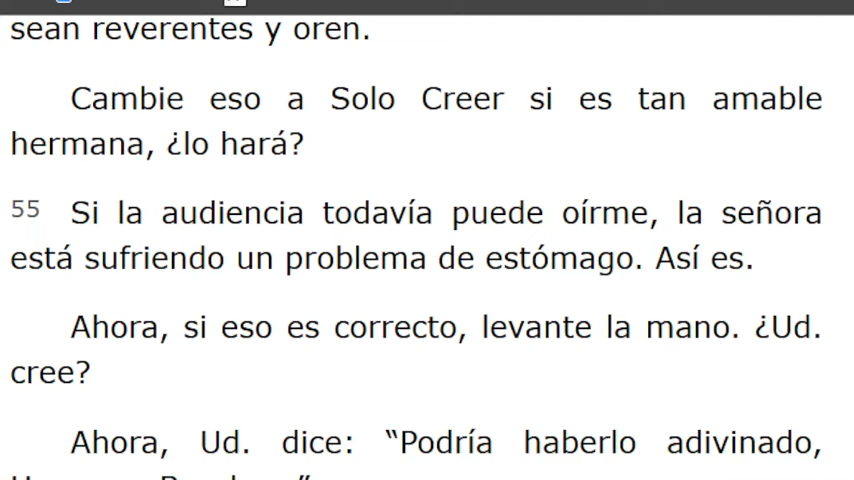 sean reverentes y oren.
Cambie eso a Solo Creer si es tan amable
hermana, ¿lo hará?
55 Si la audiencia todavía puede oírme, la señora
está sufriendo un problema de estómago. Así es.
Ahora, si eso es correcto, levante la mano. ¿Ud.
cree?
Ahora, Ud. dice: “Podría haberlo adivinado,